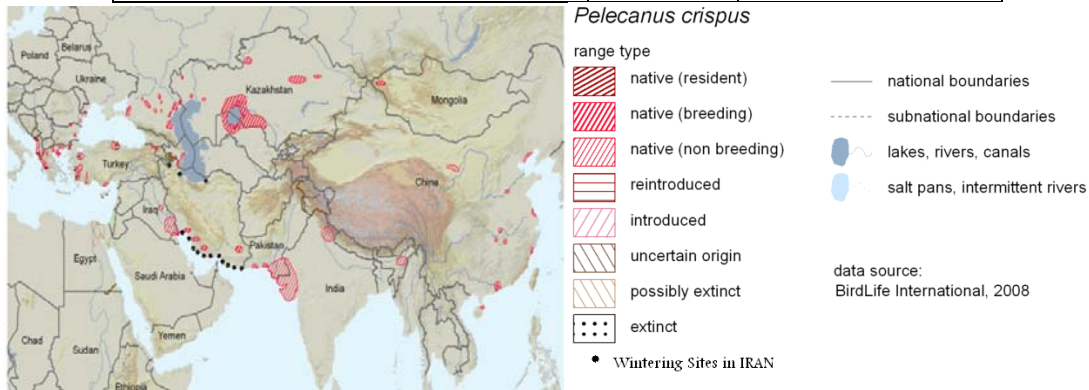 Pelecanus crispus
range type
native (resident)
native (breeding)
native (non breeding)
reintroduced
introduced
uncertain origin
possibly extinct
extinct
Wintering Sites in IRAN
national boundaries
subnational boundaries
lakes, rivers, canals
salt pans, intermittent rivers
data source:
BirdLife International, 2008
Poland
Belarus
Ukraine
Kazakhstan
Mongolia
Turkey
China
Iraq
Pakistan
Egypt
Saudi Arabia
India
Chad
Sudan
Yemen
Ethiopia